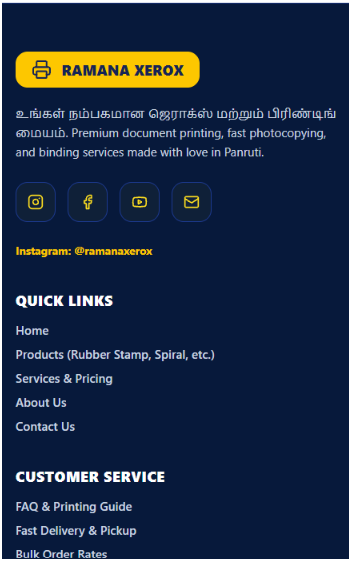 RAMANA XEROX
உங்கள் நம்பகமான ஜெராக்ஸ் மற்றும் பிரிண்டிங்
மையம். Premium document printing, fast photocopying,
and binding services made with love in Panruti.
Instagram: @ramanaxerox
QUICK LINKS
Home
Products (Rubber Stamp, Spiral, etc.)
Services & Pricing
About Us
Contact Us
CUSTOMER SERVICE
FAQ & Printing Guide
Fast Delivery & Pickup
Bulk Order Rates